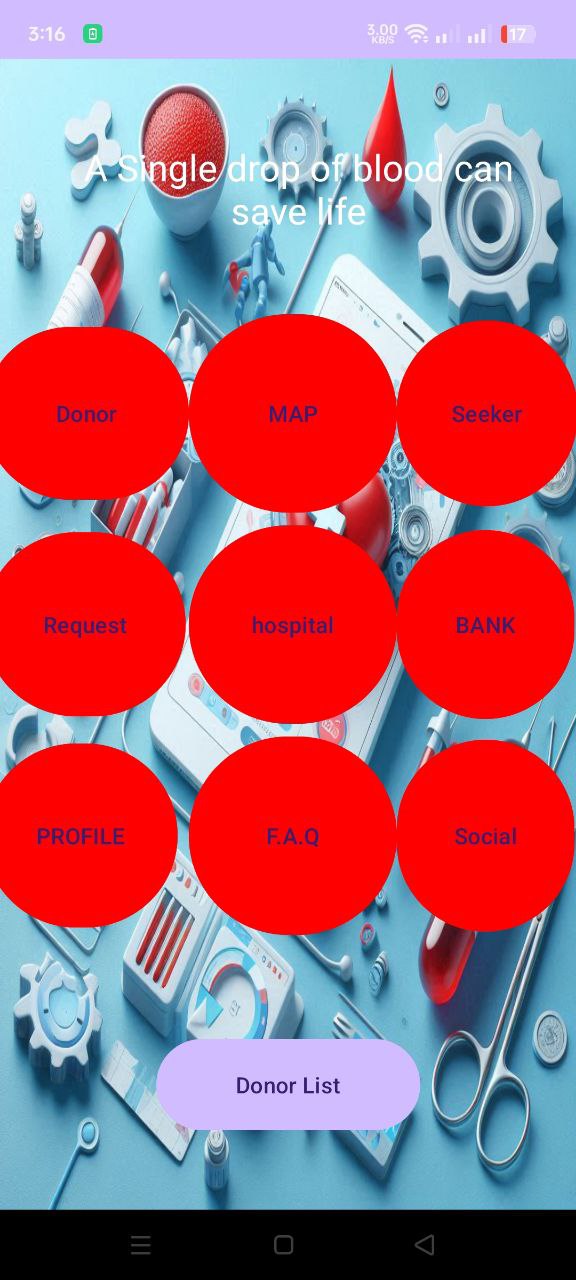 3:16
3.00
KB/S
17
A Single drop of blood can
save life
Donor
MAP
Seeker
Request
hospital
BANK
PROFILE
F.A.Q
Social
Donor List